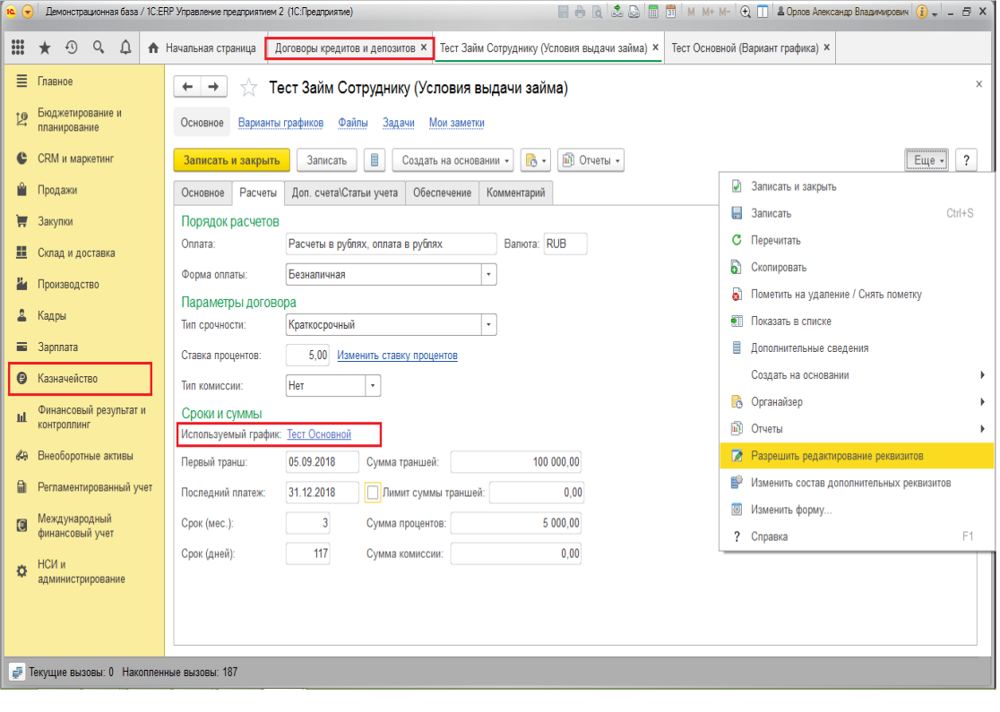 Демонстрационная база / 1С:ERP Управление предприятием 2 (1С:Предприятие)
M M+ M-
Орлов Александр Владимирович
Начальная страница
Договоры кредитов и депозитов ×
Тест Займ Сотруднику (Условия выдачи займа) ×
Тест Основной (Вариант графика) ×
Главное
Бюджетирование и
планирование
CRM и маркетинг
Продажи
Закупки
Склад и доставка
Производство
Кадры
Зарплата
Казначейство
Финансовый результат и
контроллинг
Внеоборотные активы
Регламентированный учет
Международный
финансовый учет
НСИ и
администрирование
Тест Займ Сотруднику (Условия выдачи займа)
Основное Варианты графиков Файлы Задачи Мои заметки
Записать и закрыть Записать Создать на основании Отчеты Еще ?
Основное Расчеты Доп. счета\Статьи учета Обеспечение Комментарий
Порядок расчетов
Оплата: Расчеты в рублях, оплата в рублях Валюта: RUB
Форма оплаты: Безналичная
Параметры договора
Тип срочности: Краткосрочный
Ставка процентов: 5,00 Изменить ставку процентов
Тип комиссии: Нет
Сроки и суммы
Используемый график: Тест Основной
Первый транш: 05.09.2018 Сумма траншей: 100 000,00
Последний платеж: 31.12.2018 Лимит суммы траншей: 0,00
Срок (мес.): 3 Сумма процентов: 5 000,00
Срок (дней): 117 Сумма комиссии: 0,00
Записать и закрыть
Записать Ctrl+S
Перечитать
Скопировать
Пометить на удаление / Снять пометку
Показать в списке
Дополнительные сведения
Создать на основании
Органайзер
Отчеты
Разрешить редактирование реквизитов
Изменить состав дополнительных реквизитов
Изменить форму...
? Справка F1
Текущие вызовы: 0 Накопленные вызовы: 187